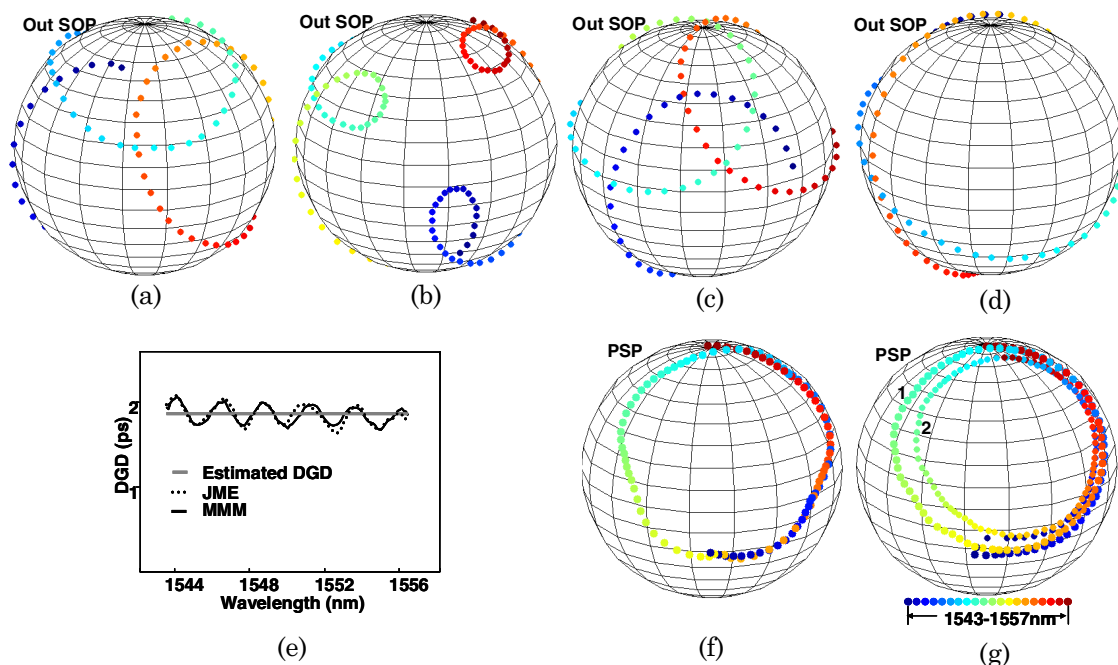 Out SOP
Out SOP
Out SOP
Out SOP
(a)
(b)
(c)
(d)
2
1
DGD (ps)
Estimated DGD
JME
MMM
1544 1548 1552 1556
Wavelength (nm)
(e)
PSP
(f)
PSP
1
2
1543-1557nm
(g)